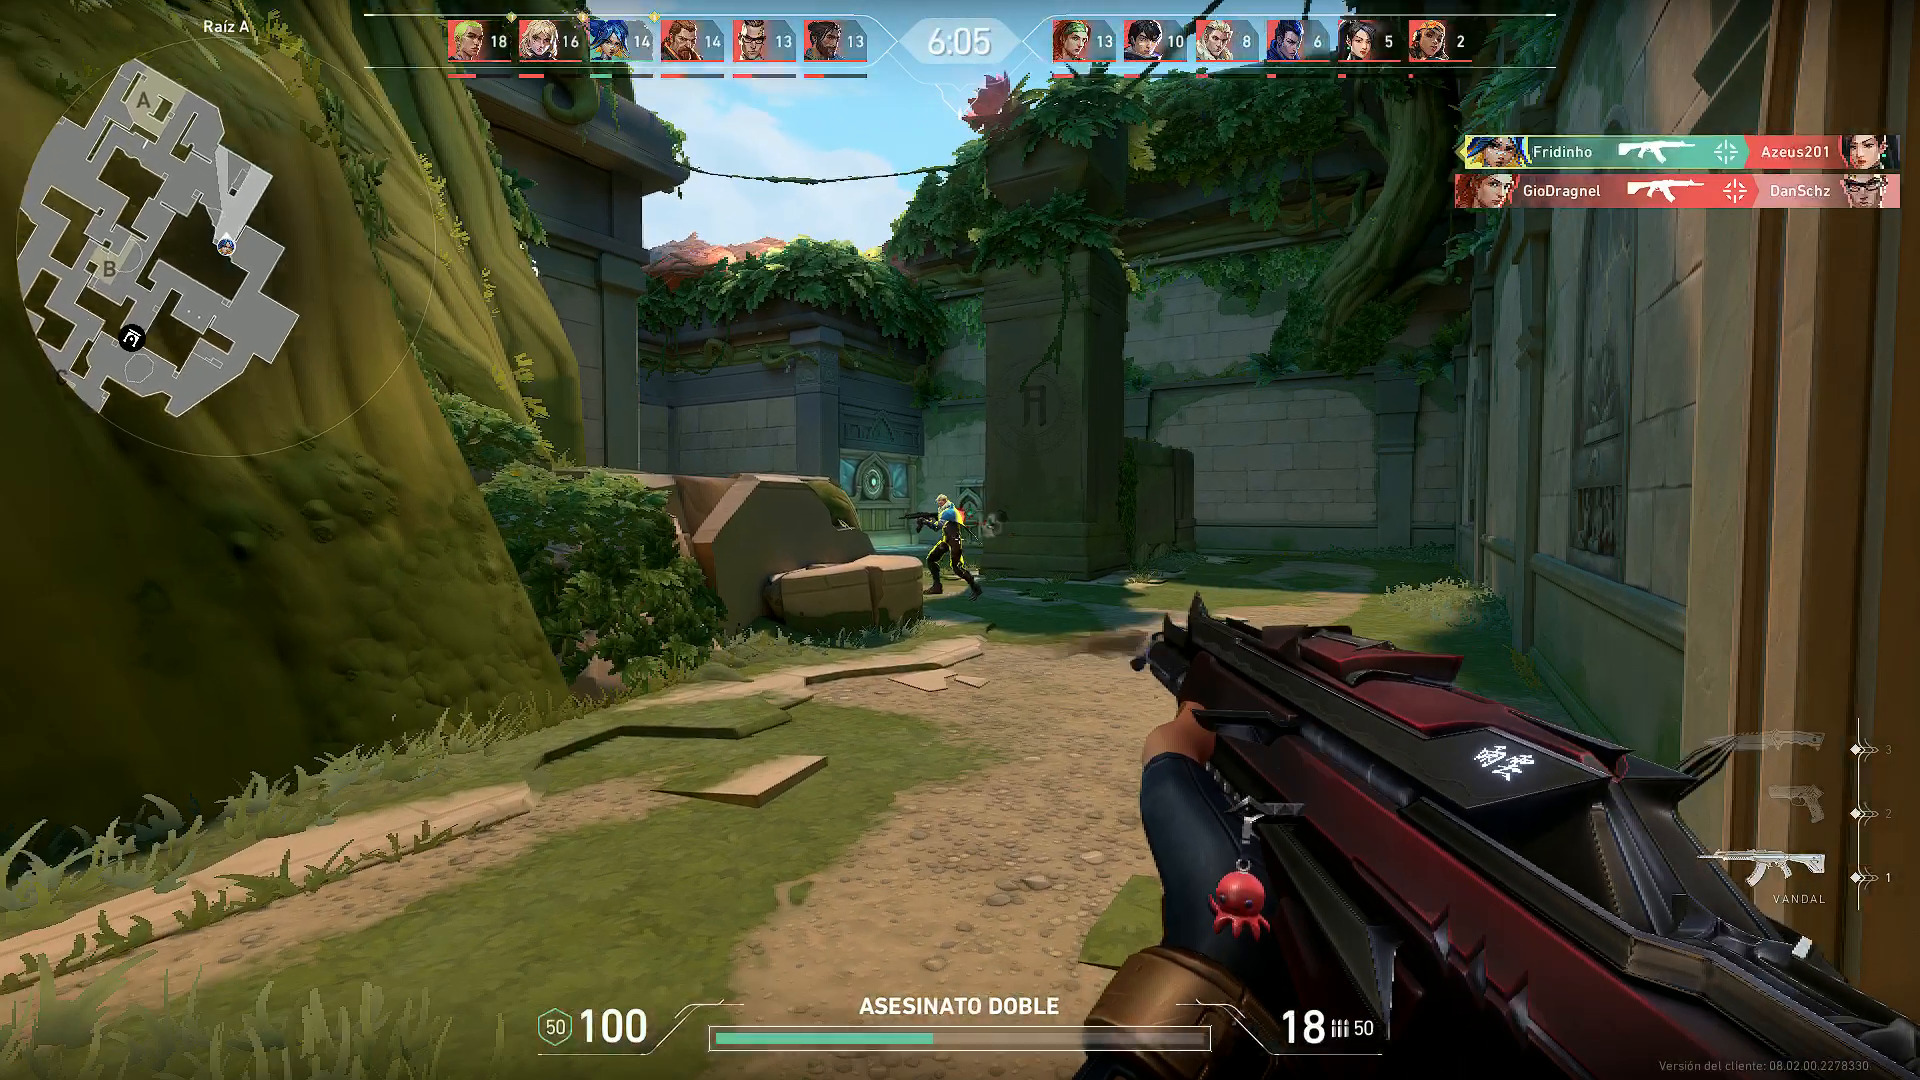 Raíz A
18
16
14
14
13
13
6:05
13
10
8
6
5
2
Fridinho Azeus201
GioDragnel DanSchz
A
B
C
3
2
VANDAL
1
ASESINATO DOBLE
50 100
18 50
Versión del cliente: 08.02.00.2278330